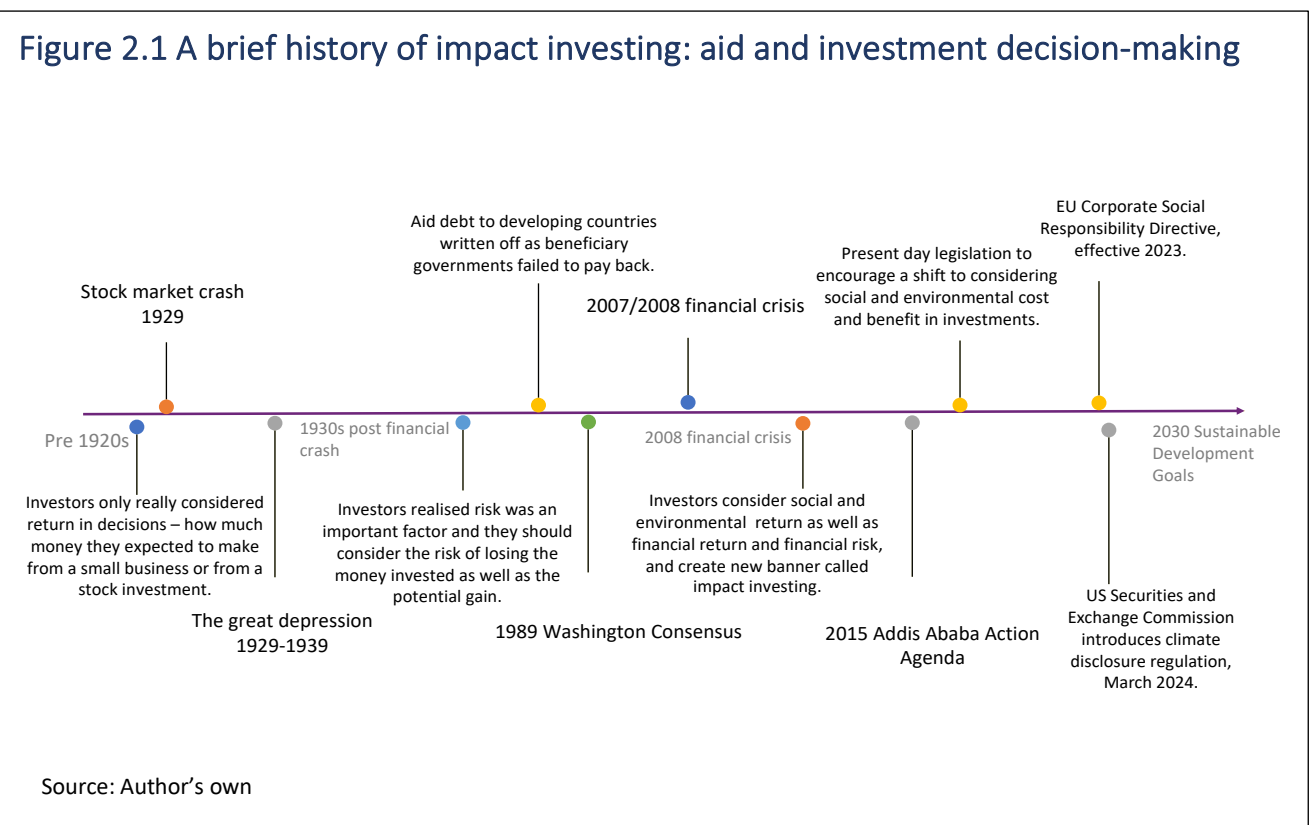 Figure 2.1 A brief history of impact investing: aid and investment decision-making
Stock market crash
1929
Aid debt to developing countries
written off as beneficiary
governments failed to pay back.
2007/2008 financial crisis
Present day legislation to
encourage a shift to considering
social and environmental cost
and benefit in investments.
EU Corporate Social
Responsibility Directive,
effective 2023.
Pre 1920s
1930s post financial
crash
2008 financial crisis
2030 Sustainable
Development
Goals
Investors only really considered
return in decisions – how much
money they expected to make
from a small business or from a
stock investment.
The great depression
1929-1939
Investors realised risk was an
important factor and they should
consider the risk of losing the
money invested as well as the
potential gain.
1989 Washington Consensus
Investors consider social and
environmental return as well as
financial return and financial risk,
and create new banner called
impact investing.
2015 Addis Ababa Action
Agenda
US Securities and
Exchange Commission
introduces climate
disclosure regulation,
March 2024.
Source: Author’s own